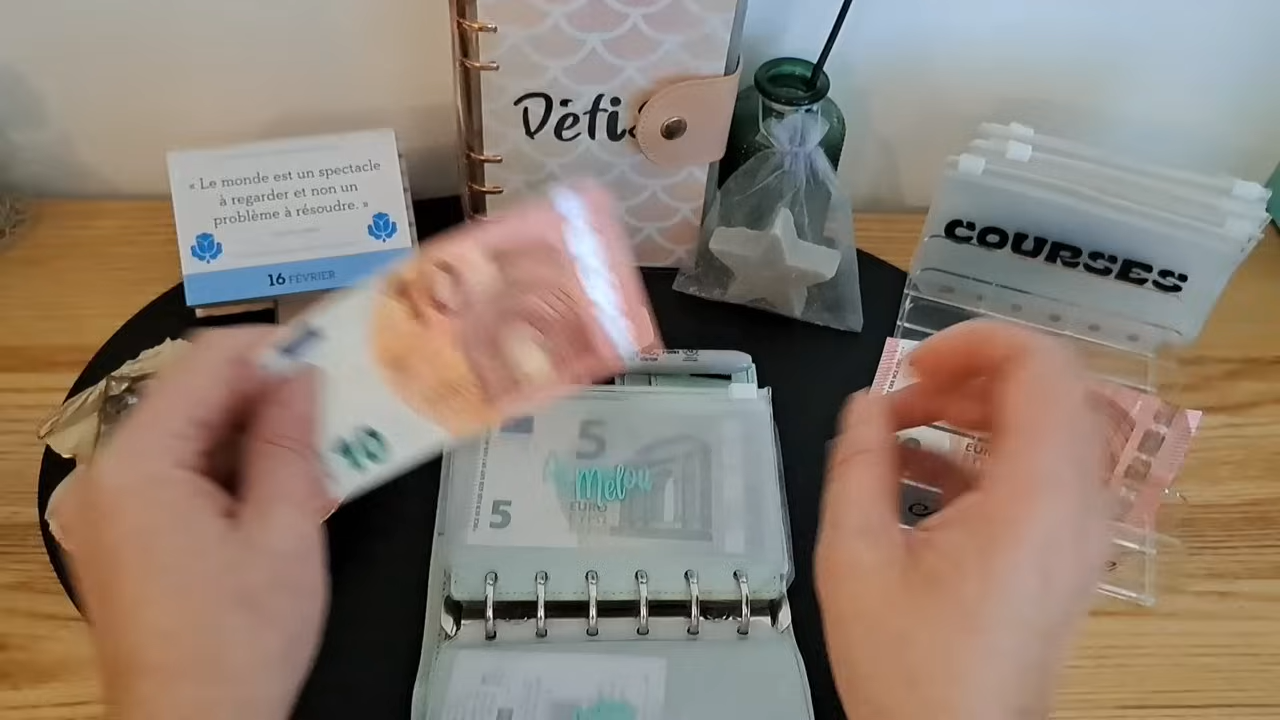 Défis
« Le monde est un spectacle
à regarder et non un
problème à résoudre. »
16 FÉVRIER
COURSES
10
5
Melou
EURO
5